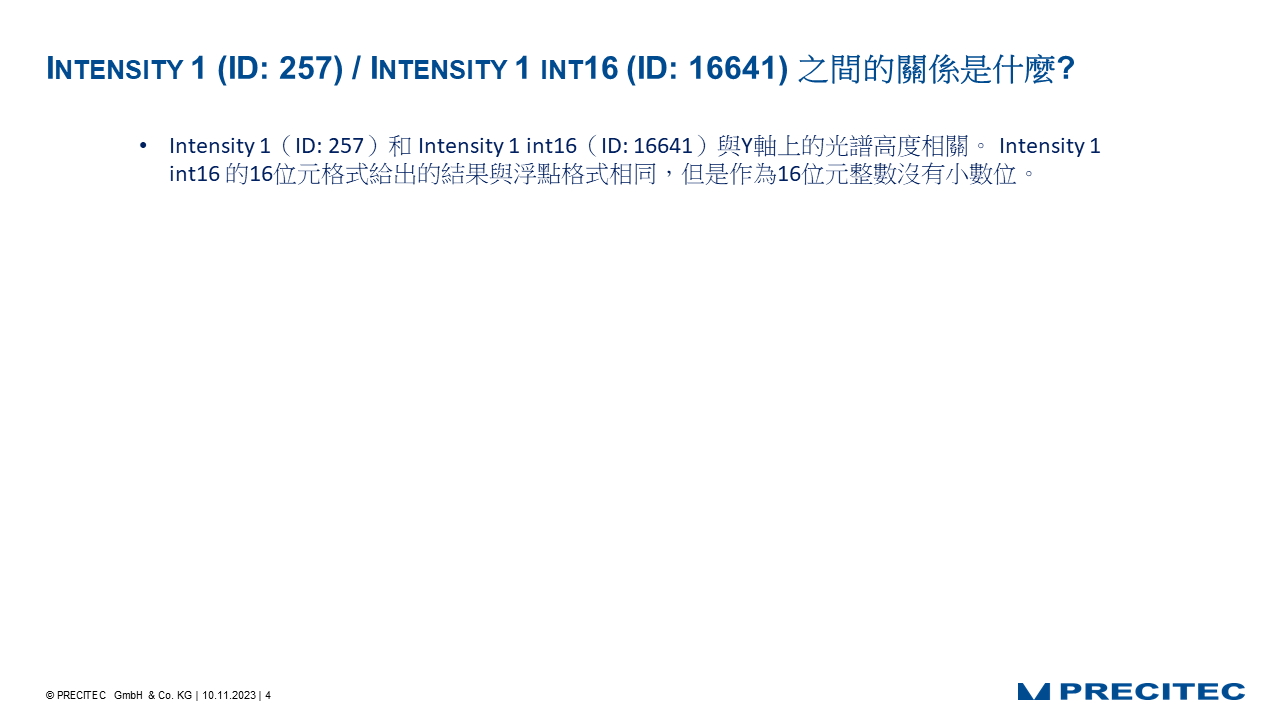 INTENSITY 1 (ID: 257) / INTENSITY 1 INT16 (ID: 16641) 之間的關係是什麼?
• Intensity 1（ID: 257）和 Intensity 1 int16（ID: 16641）與Y軸上的光譜高度相關。 Intensity 1
int16 的16位元格式給出的結果與浮點格式相同，但是作為16位元整數沒有小數位。
© PRECITEC GmbH & Co. KG | 10.11.2023 | 4
PRECITEC